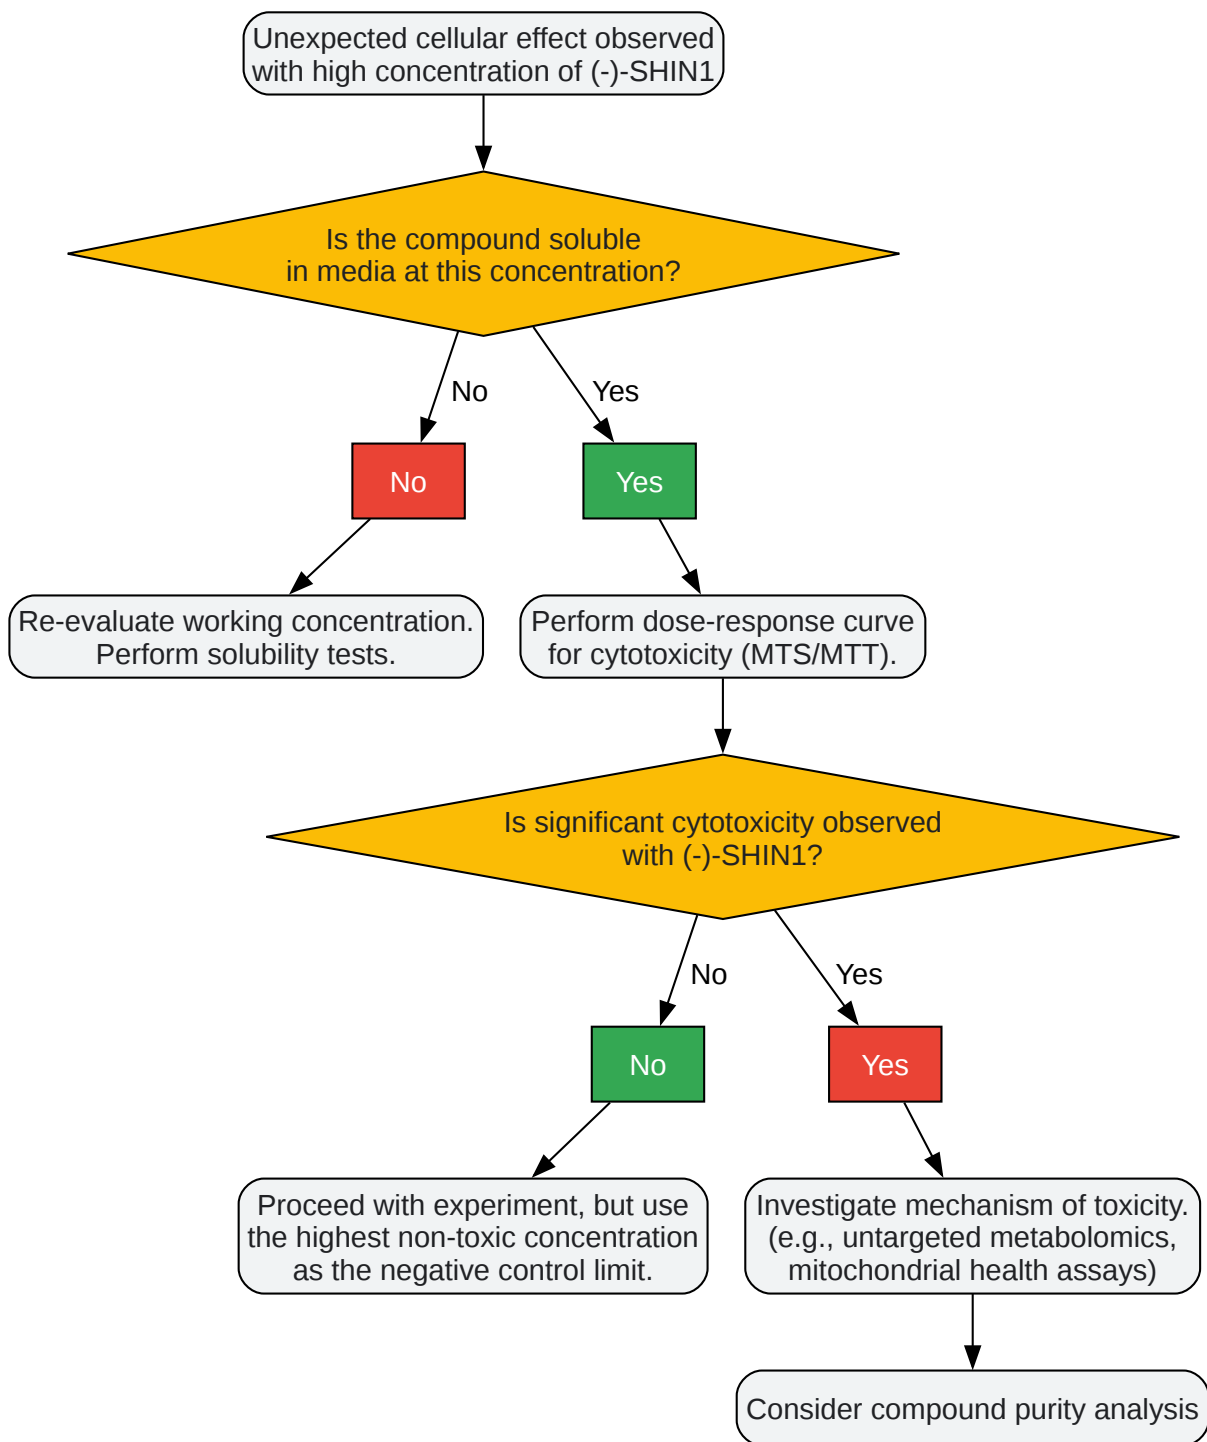 Unexpected cellular effect observed
with high concentration of (-)-SHIN1
Is the compound soluble
in media at this concentration?
No
Yes
No
Yes
Re-evaluate working concentration.
Perform solubility tests.
Perform dose-response curve
for cytotoxicity (MTS/MTT).
Is significant cytotoxicity observed
with (-)-SHIN1?
No
Yes
No
Yes
Proceed with experiment, but use
the highest non-toxic concentration
as the negative control limit.
Investigate mechanism of toxicity.
(e.g., untargeted metabolomics,
mitochondrial health assays)
Consider compound purity analysis